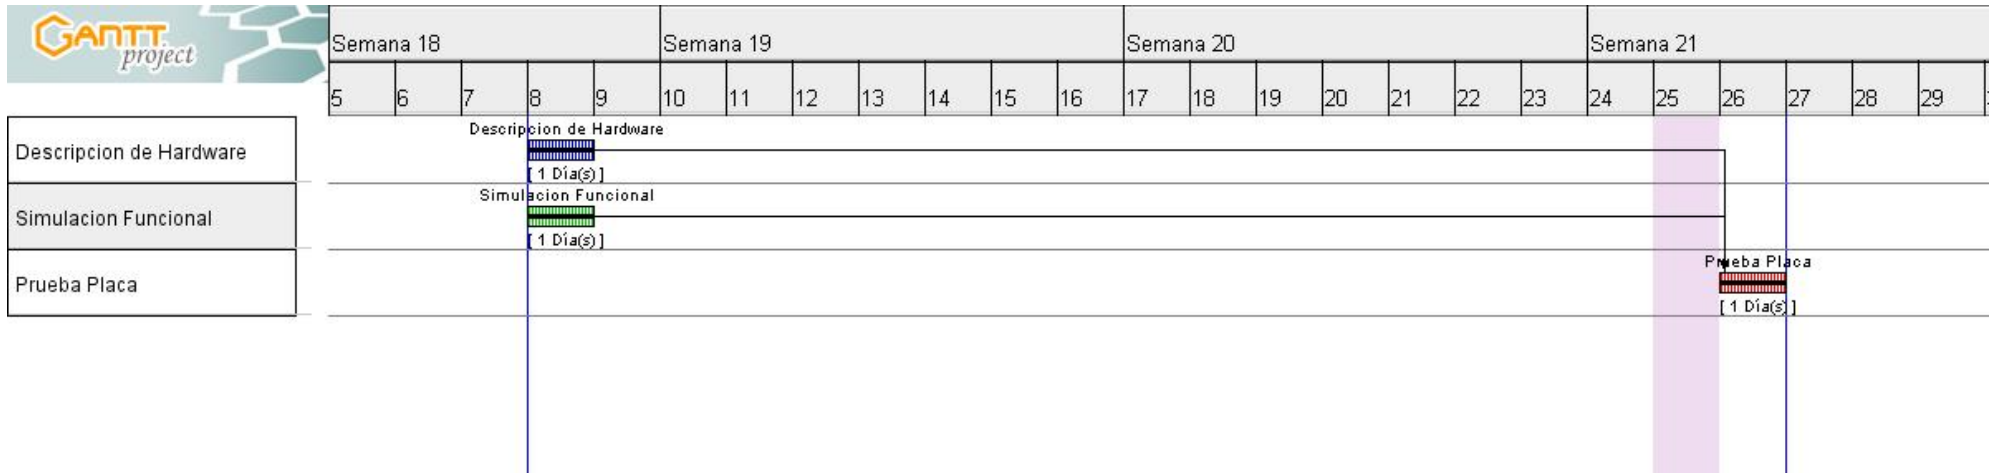 GANTT
project
Semana 18 Semana 19 Semana 20 Semana 21
5 6 7 8 9 10 11 12 13 14 15 16 17 18 19 20 21 22 23 24 25 26 27 28 29
Descripcion de Hardware
Descripcion de Hardware
[ 1 Día(s) ]
Simulacion Funcional
Simulacion Funcional
[ 1 Día(s) ]
Prueba Placa
Prueba Placa
[ 1 Día(s) ]